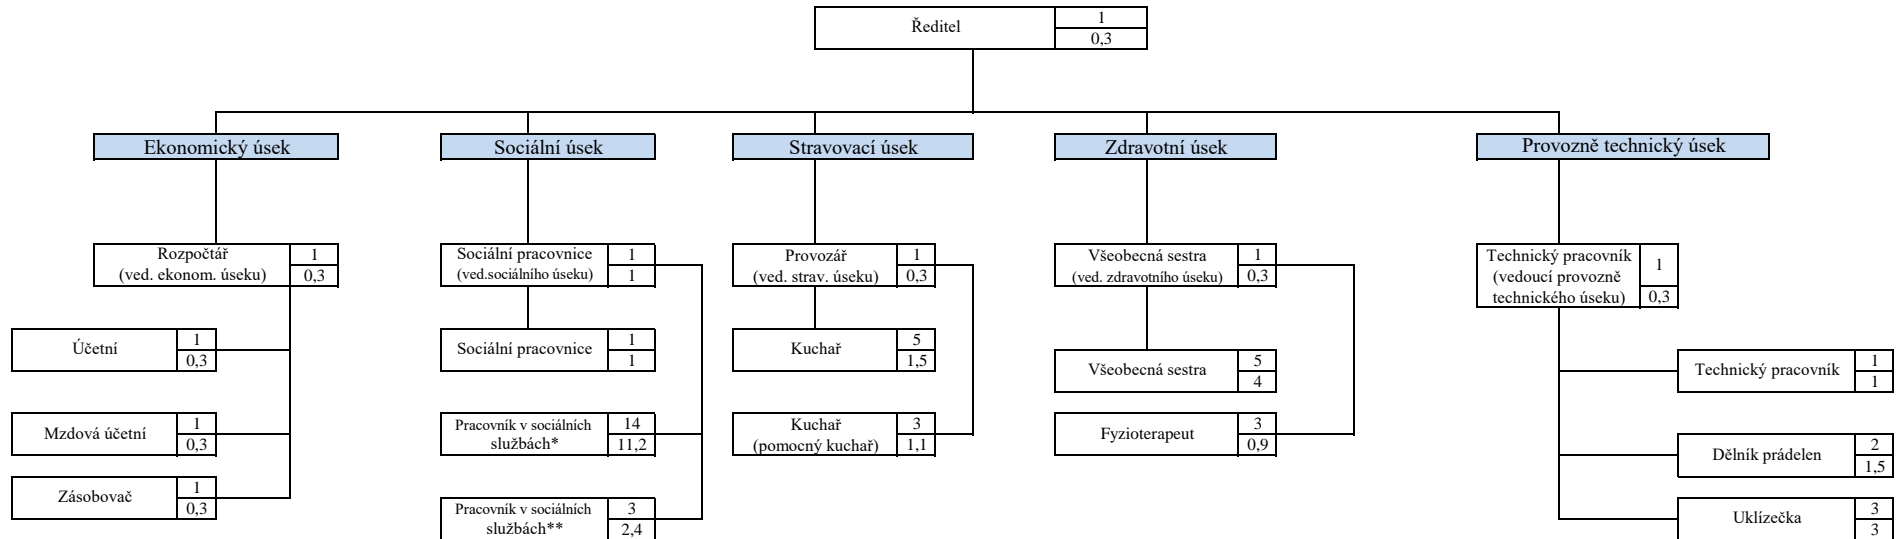 Ředitel
1
0,3
Ekonomický úsek
Sociální úsek
Stravovací úsek
Zdravotní úsek
Provozně technický úsek
Rozpočtář
(ved. ekonom. úseku)
1
0,3
Sociální pracovnice
(ved.sociálního úseku)
1
1
Provozář
(ved. strav. úseku)
1
0,3
Všeobecná sestra
(ved. zdravotního úseku)
1
0,3
Technický pracovník
(vedoucí provozně
technického úseku)
1
0,3
Účetní
1
0,3
Sociální pracovnice
1
1
Kuchař
5
1,5
Všeobecná sestra
5
4
Technický pracovník
1
1
Mzdová účetní
1
0,3
Pracovník v sociálních
službách*
14
11,2
Kuchař
(pomocný kuchař)
3
1,1
Fyzioterapeut
3
0,9
Dělník prádelen
2
1,5
Zásobovač
1
0,3
Pracovník v sociálních
službách**
3
2,4
Uklízečka
3
3